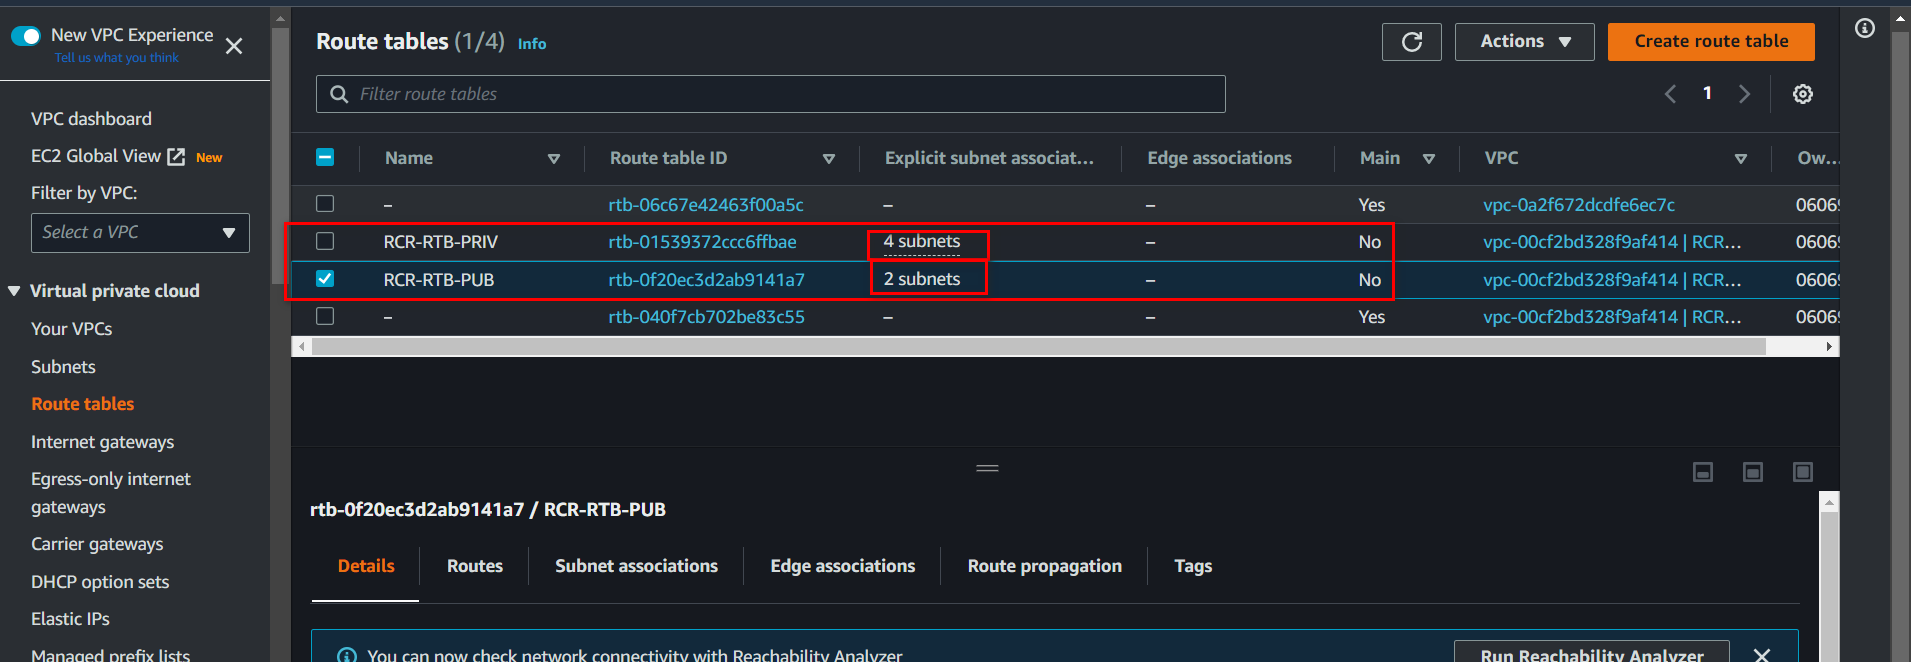 New VPC Experience
Tell us what you think
VPC dashboard
EC2 Global View New
Filter by VPC:
Select a VPC
Virtual private cloud
Your VPCs
Subnets
Route tables
Internet gateways
Egress-only internet
gateways
Carrier gateways
DHCP option sets
Elastic IPs
Managed prefix lists
Route tables (1/4) Info
Actions
Create route table
Filter route tables
1
Name Route table ID Explicit subnet associat... Edge associations Main VPC Ow...
– rtb-06c67e42463f00a5c – – Yes vpc-0a2f672dcdfe6ec7c 0606
RCR-RTB-PRIV rtb-01539372ccc6ffbae 4 subnets – No vpc-00cf2bd328f9af414 | RCR... 0606
RCR-RTB-PUB rtb-0f20ec3d2ab9141a7 2 subnets – No vpc-00cf2bd328f9af414 | RCR... 0606
– rtb-040f7cb702be83c55 – – Yes vpc-00cf2bd328f9af414 | RCR... 0606
rtb-0f20ec3d2ab9141a7 / RCR-RTB-PUB
Details Routes Subnet associations Edge associations Route propagation Tags
You can now check network connectivity with Reachability Analyzer
Run Reachability Analyzer